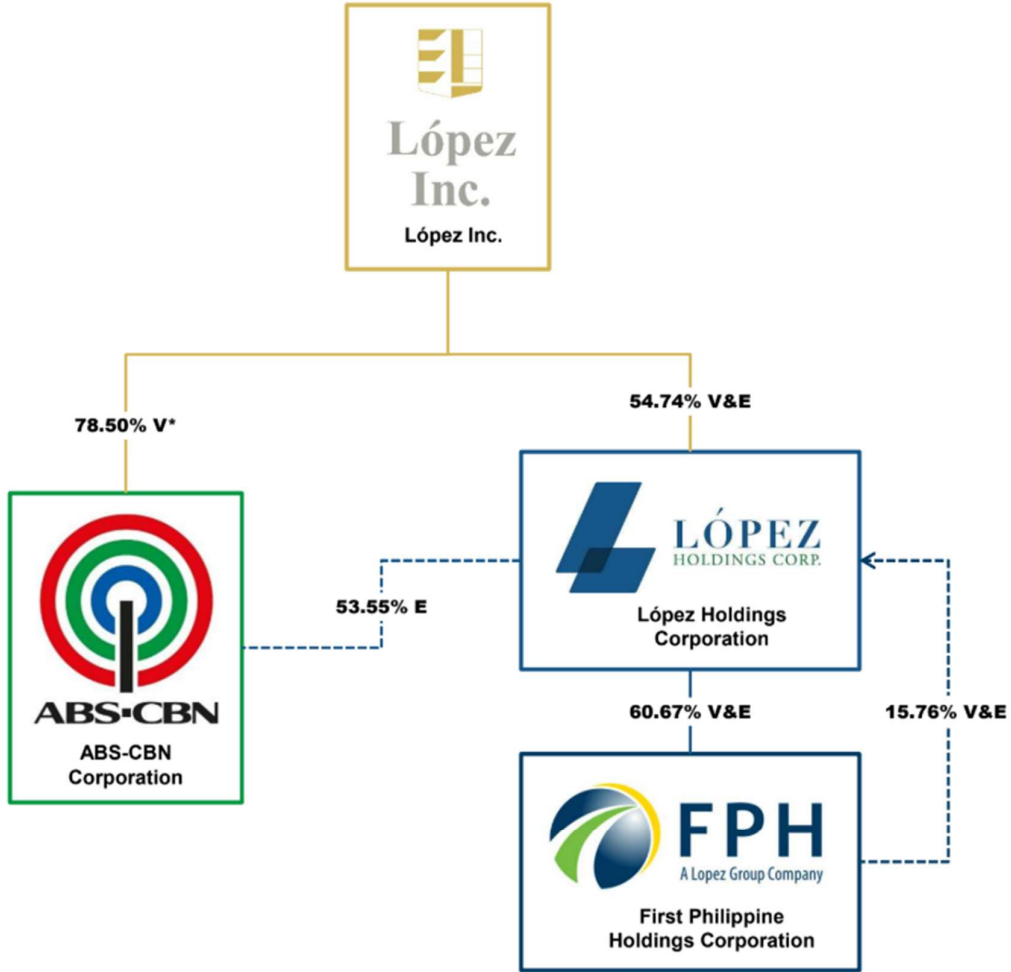 López
Inc.
López Inc.
78.50% V*
54.74% V&E
LÓPEZ
HOLDINGS CORP.
López Holdings
Corporation
53.55% E
ABS-CBN
ABS-CBN
Corporation
60.67% V&E
15.76% V&E
FPH
A Lopez Group Company
First Philippine
Holdings Corporation